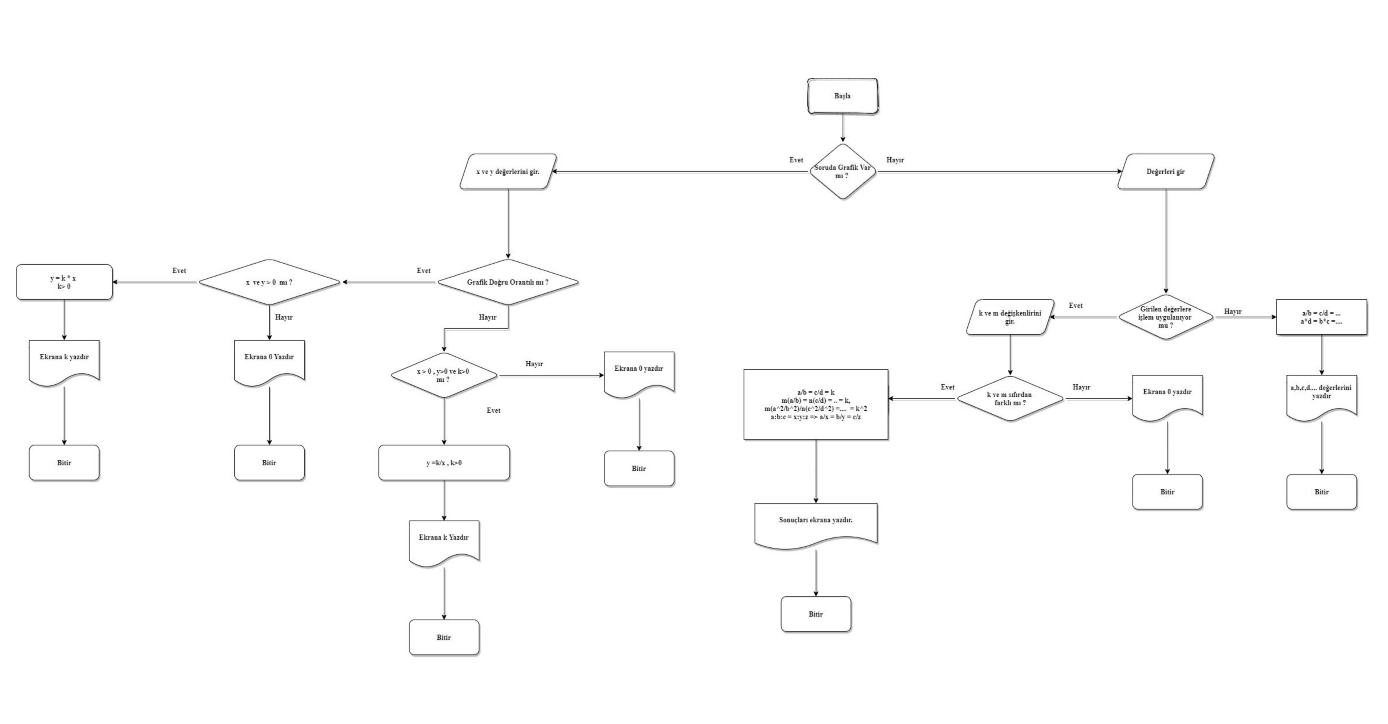 Başla
Evet
Soruda Grafik Var
mı ?
Hayır
x ve y değerlerini gir.
Değerleri gir
y = k * x
k> 0
Evet
x ve y > 0 mı ?
Evet
Grafik Doğru Orantılı mı ?
Hayır
Hayır
k ve m değişkenlirini
gir.
Evet
Girilen değerlere
işlem uygulanıyor
mu ?
Hayır
a/b = c/d = ...
a*d = b*c =....
Ekrana k yazdır
Ekrana 0 Yazdır
x > 0 , y>0 ve k>0
mı ?
Hayır
Ekrana 0 yazdır
Evet
a/b = c/d = k
m(a/b) = n(c/d) = .. = k,
m(a^2/b^2)/n(c^2/d^2) =.... = k^2
a:b:c = x:y:z => a/x = b/y = c/z
Evet
k ve m sıfırdan
farklı mı ?
Hayır
Ekrana 0 yazdır
a,b,c,d.... değerlerini
yazdır
Bitir
Bitir
y =k/x , k>0
Bitir
Bitir
Bitir
Ekrana k Yazdır
Sonuçları ekrana yazdır.
Bitir
Bitir